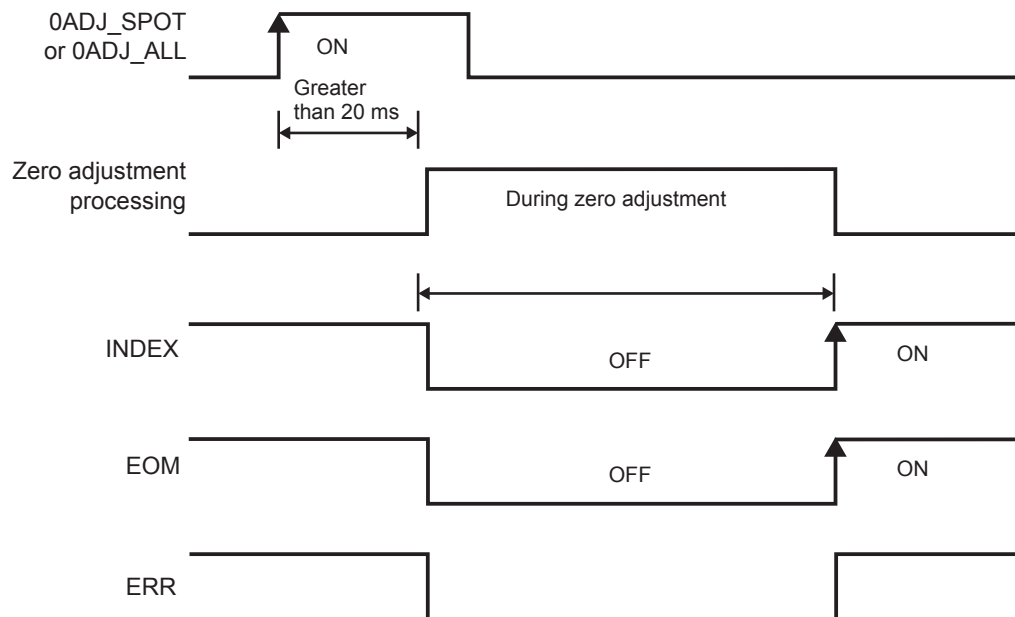 0ADJ_SPOT
or 0ADJ_ALL
ON
Greater
than 20 ms
Zero adjustment
processing
During zero adjustment
INDEX
OFF
ON
EOM
OFF
ON
ERR